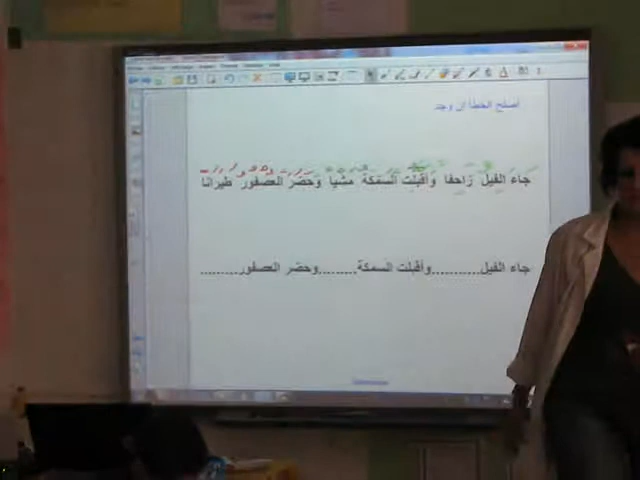 أصلح الخطأ إن وجد
جاء الفيل زاحفا وأقبلت السمكة مشيا وحضر العصفور طيرانا
جاء الفيل...........وأقبلت السمكة.........وحضر العصفور.........